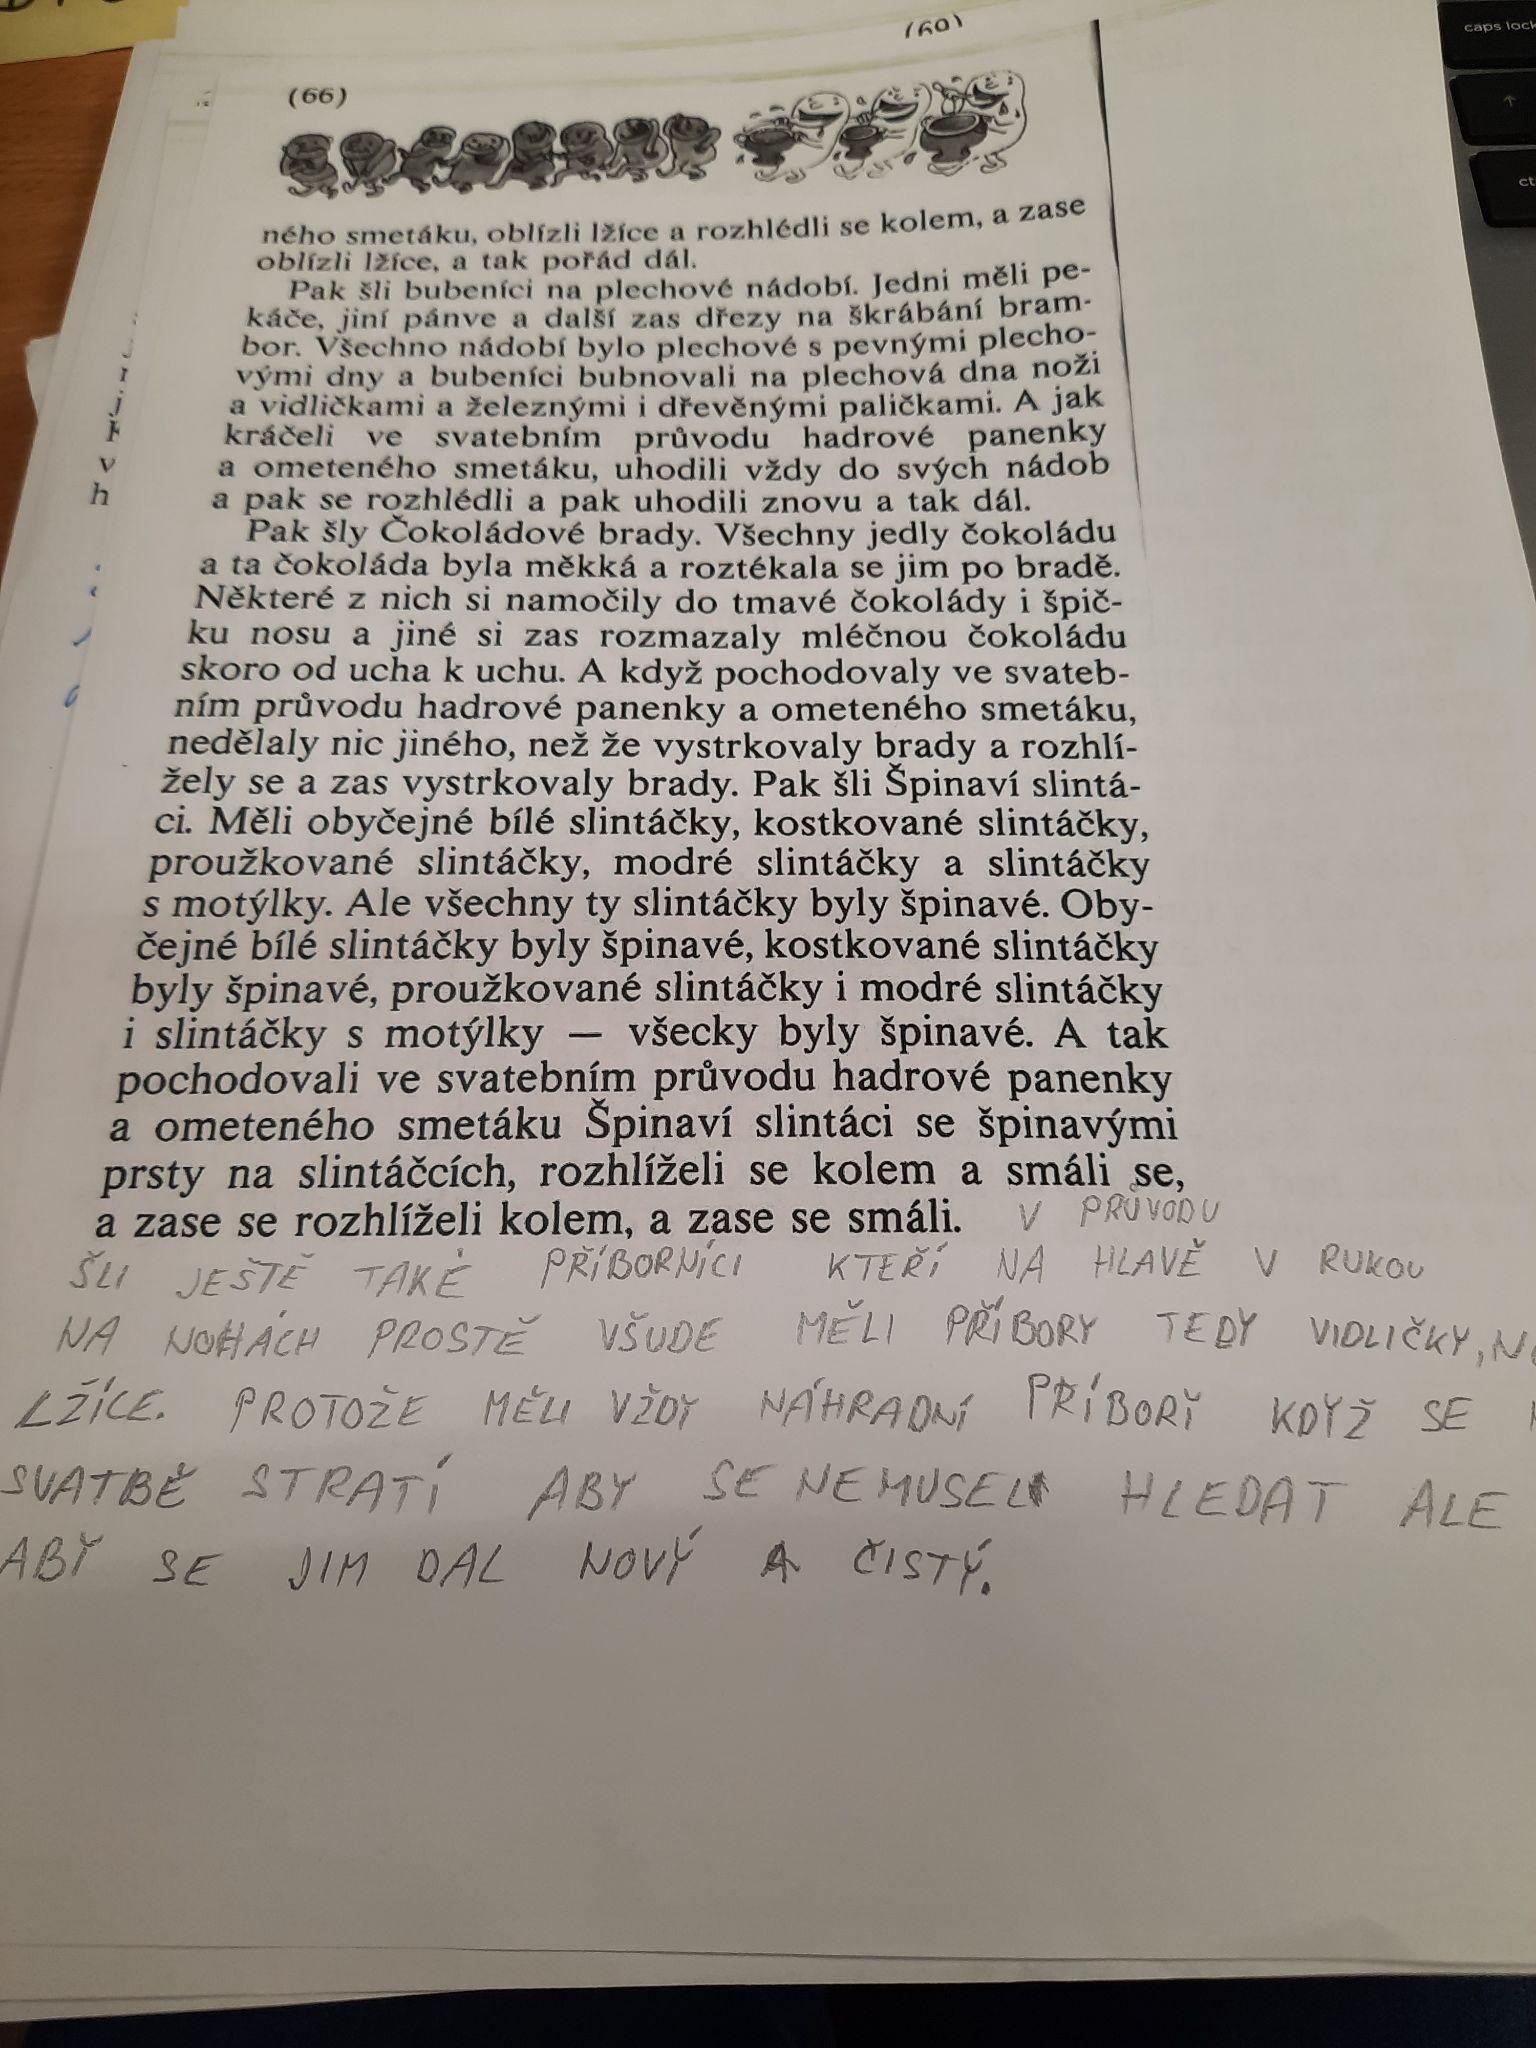 (60)
(66)
ného smetáku, oblízli lžíce a rozhlédli se kolem, a zase
oblízli lžíce, a tak pořád dál.
Pak šli bubeníci na plechové nádobí. Jedni měli pe-
káče, jiní pánve a další zas dřezy na škrábání bram-
bor. Všechno nádobí bylo plechové s pevnými plecho-
vými dny a bubeníci bubnovali na plechová dna noži
a vidličkami a železnými i dřevěnými paličkami. A jak
kráčeli ve svatebním průvodu hadrové panenky
a ometeného smetáku, uhodili vždy do svých nádob
a pak se rozhlédli a pak uhodili znovu a tak dál.
Pak šly Čokoládové brady. Všechny jedly čokoládu
a ta čokoláda byla měkká a roztékala se jim po bradě.
Některé z nich si namočily do tmavé čokolády i špič-
ku nosu a jiné si zas rozmazaly mléčnou čokoládu
skoro od ucha k uchu. A když pochodovaly ve svateb-
ním průvodu hadrové panenky a ometeného smetáku,
nedělaly nic jiného, než že vystrkovaly brady a rozhlí-
žely se a zas vystrkovaly brady. Pak šli Špinaví slintá-
ci. Měli obyčejné bílé slintáčky, kostkované slintáčky,
proužkované slintáčky, modré slintáčky a slintáčky
s motýlky. Ale všechny ty slintáčky byly špinavé. Oby-
čejné bílé slintáčky byly špinavé, kostkované slintáčky
byly špinavé, proužkované slintáčky i modré slintáčky
i slintáčky s motýlky — všecky byly špinavé. A tak
pochodovali ve svatebním průvodu hadrové panenky
a ometeného smetáku Špinaví slintáci se špinavými
prsty na slintáčcích, rozhlíželi se kolem a smáli se,
a zase se rozhlíželi kolem, a zase se smáli. V PRŮVODU
ŠLI JEŠTĚ TAKÉ PŘÍBORNÍCI KTEŘÍ NA HLAVĚ V RUKOU
NA NOHÁCH PROSTĚ VŠUDE MĚLI PŘÍBORY TEDY VIDLIČKY,
LŽÍCE. PROTOŽE MĚLI VŽDY NÁHRADNÍ PŘÍBORY KDYŽ SE
SVATBĚ STRATÍ ABY SE NEMUSEL HLEDAT ALE
ABY SE JIM DAL NOVÝ A ČISTÝ.
caps lock